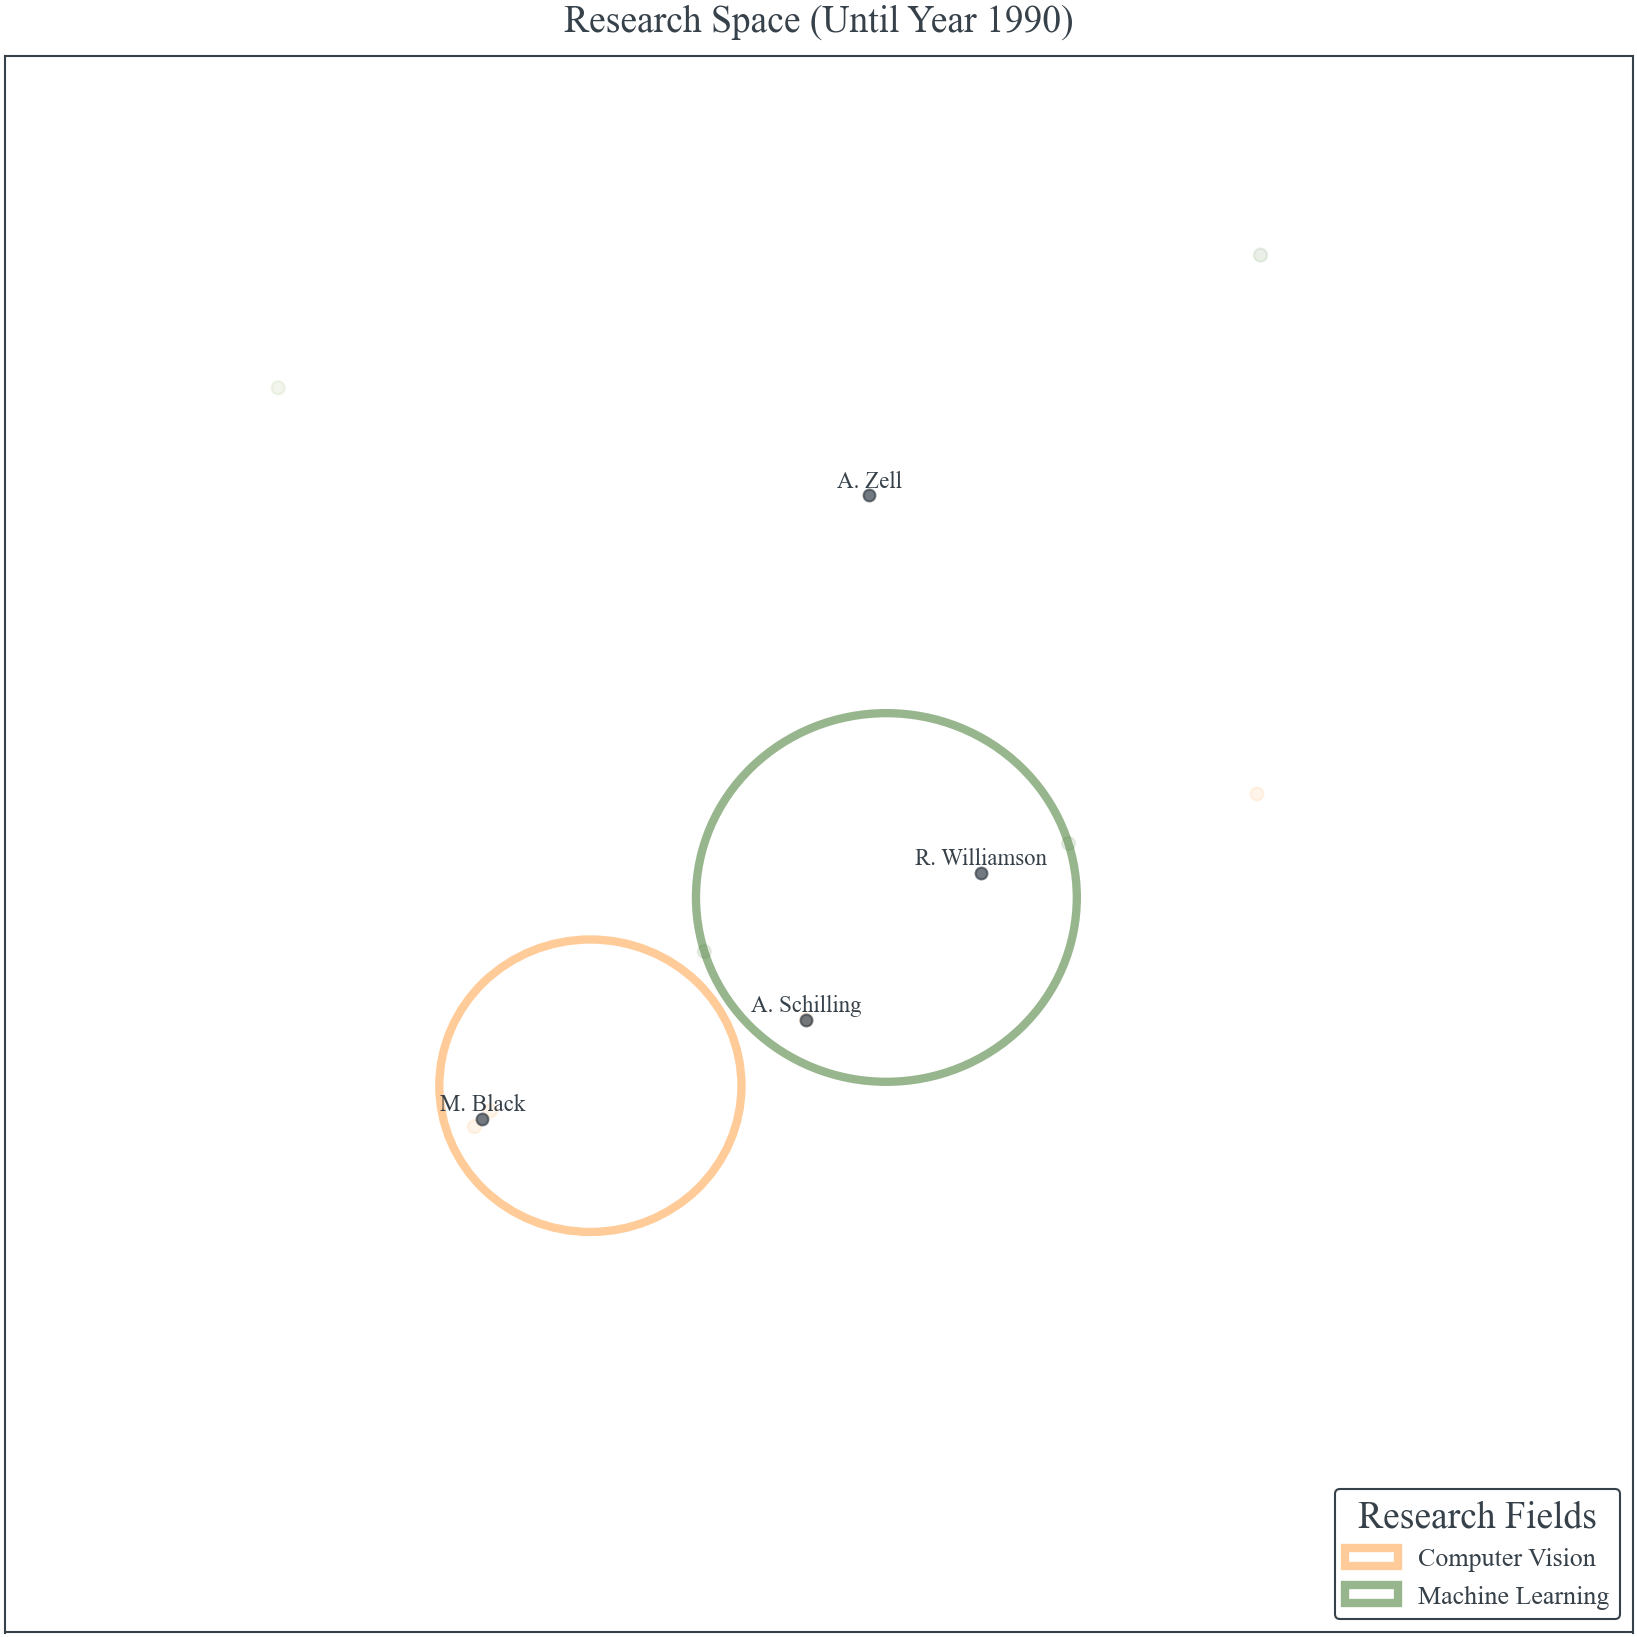 Research Space (Until Year 1990)
A. Zell
R. Williamson
A. Schilling
M. Black
Research Fields
Computer Vision
Machine Learning